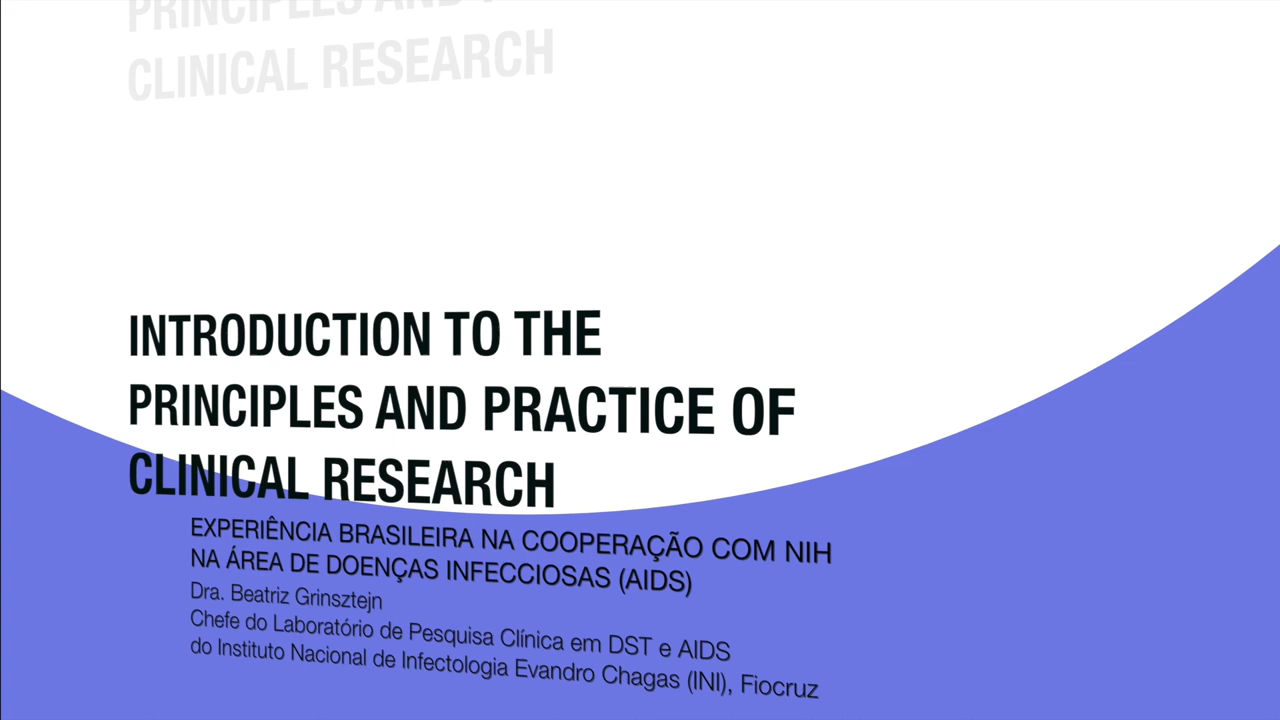 PRINCIPLES AND
CLINICAL RESEARCH
INTRODUCTION TO THE
PRINCIPLES AND PRACTICE OF
CLINICAL RESEARCH
EXPERIÊNCIA BRASILEIRA NA COOPERAÇÃO COM NIH
NA ÁREA DE DOENÇAS INFECCIOSAS (AIDS)
Dra. Beatriz Grinsztejn
Chefe do Laboratório de Pesquisa Clínica em DST e AIDS
do Instituto Nacional de Infectologia Evandro Chagas (INI), Fiocruz